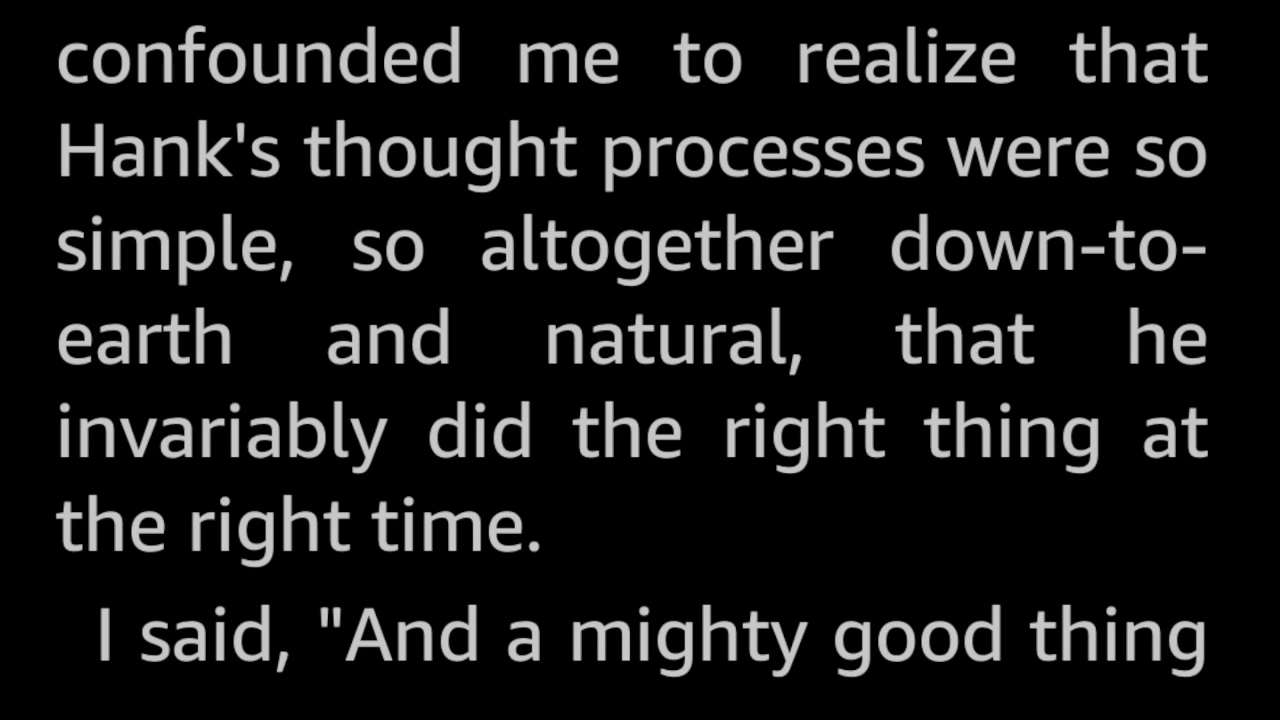 confounded me to realize that
Hank's thought processes were so
simple, so altogether down-to-
earth and natural, that he
invariably did the right thing at
the right time.
I said, "And a mighty good thing